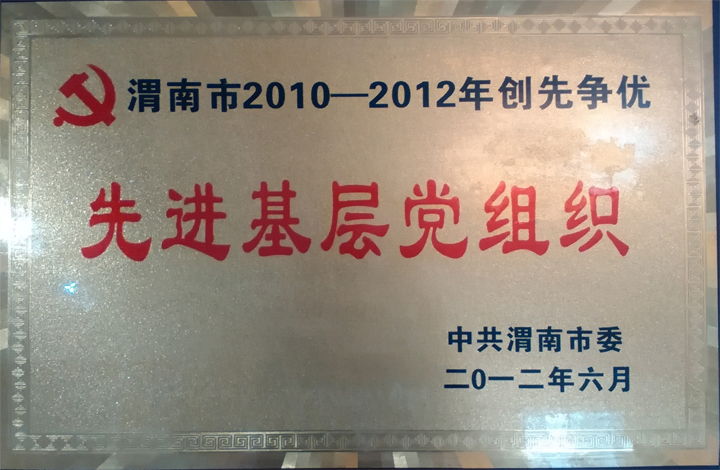 渭南市2010—2012年创先争优
先进基层党组织
中共渭南市委
二0一二年六月